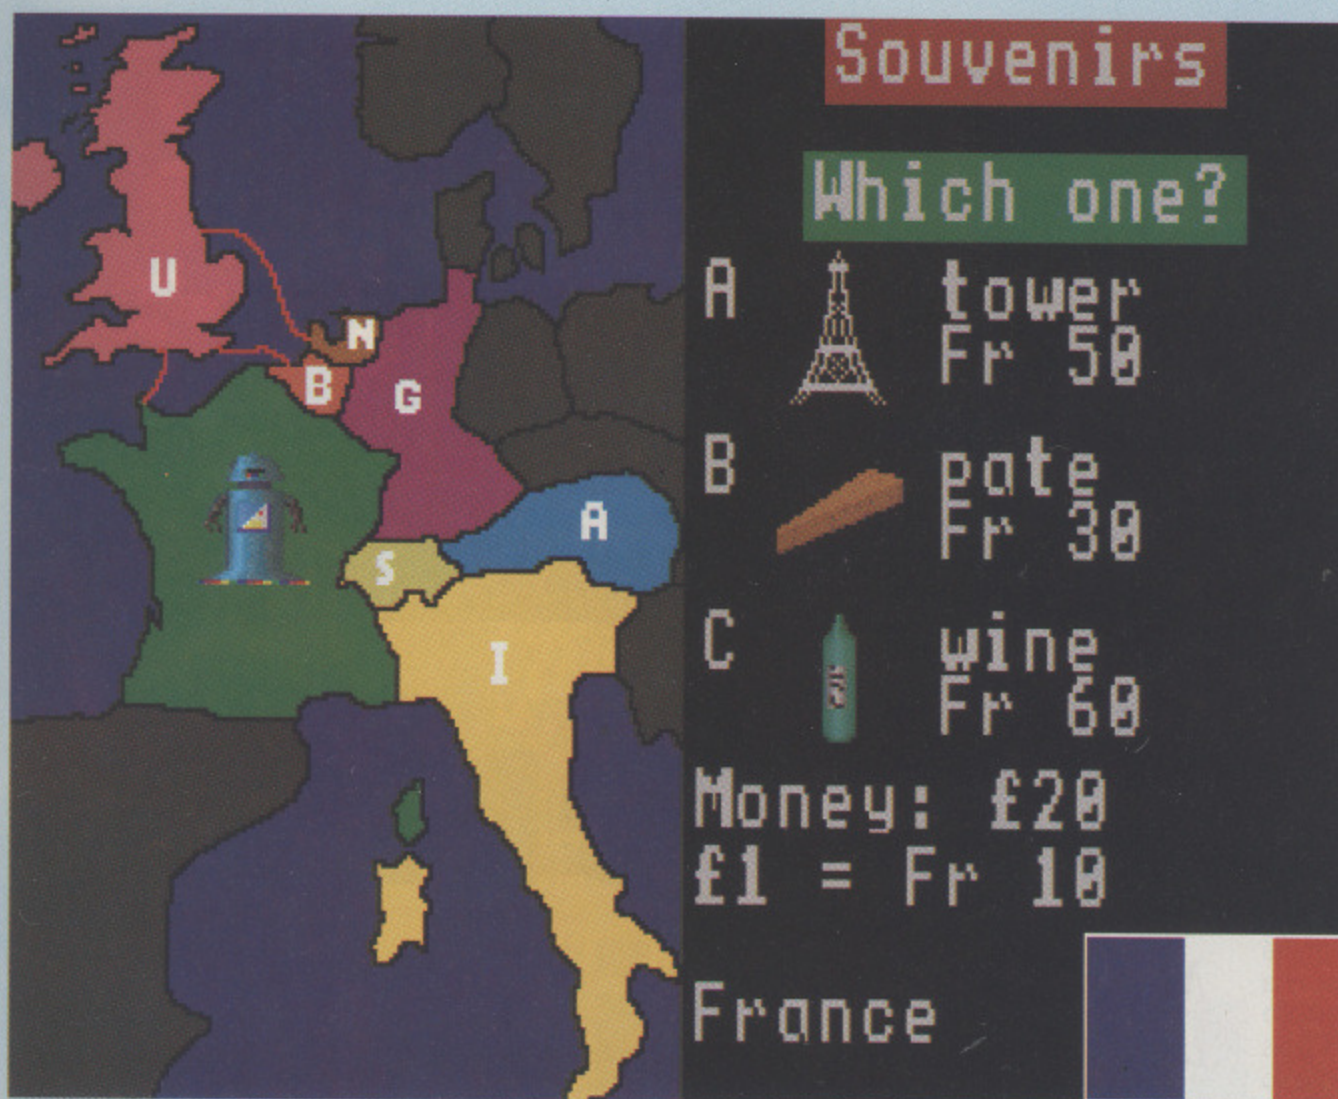 U
N
B
G
A
S
I
Souvenirs
Which one?
A tower
Fr 50
B pate
Fr 30
C wine
Fr 60
Money: £20
£1 = Fr 10
France